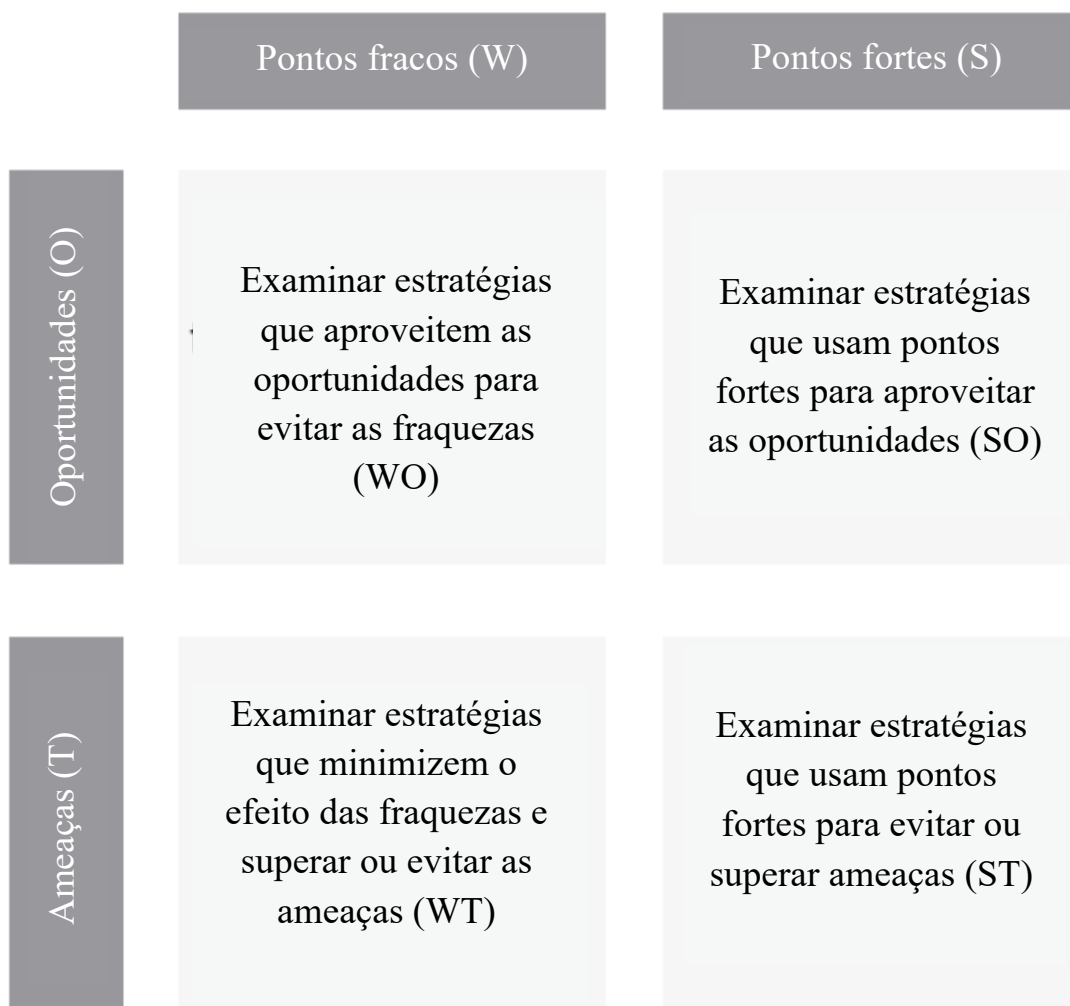 Pontos fracos (W)
Pontos fortes (S)
Oportunidades (O)
Examinar estratégias
que aproveitem as
oportunidades para
evitar as fraquezas
(WO)
Examinar estratégias
que usam pontos
fortes para aproveitar
as oportunidades (SO)
Ameaças (T)
Examinar estratégias
que minimizem o
efeito das fraquezas e
superar ou evitar as
ameaças (WT)
Examinar estratégias
que usam pontos
fortes para evitar ou
superar ameaças (ST)